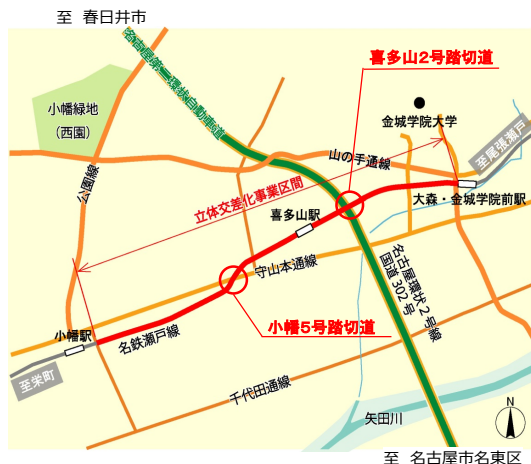 至 春日井市
喜多山2号踏切道
名古屋第二環状自動車道
小幡緑地
(西園)
金城学院大学
山の手通線
至尾張瀬戸
公園線
立体交差化事業区間
大森・金城学院前駅
喜多山駅
守山本通線
名古屋環状2号線
国道302号
小幡5号踏切道
小幡駅
名鉄瀬戸線
至栄町
千代田通線
矢田川
N
至 名古屋市名東区